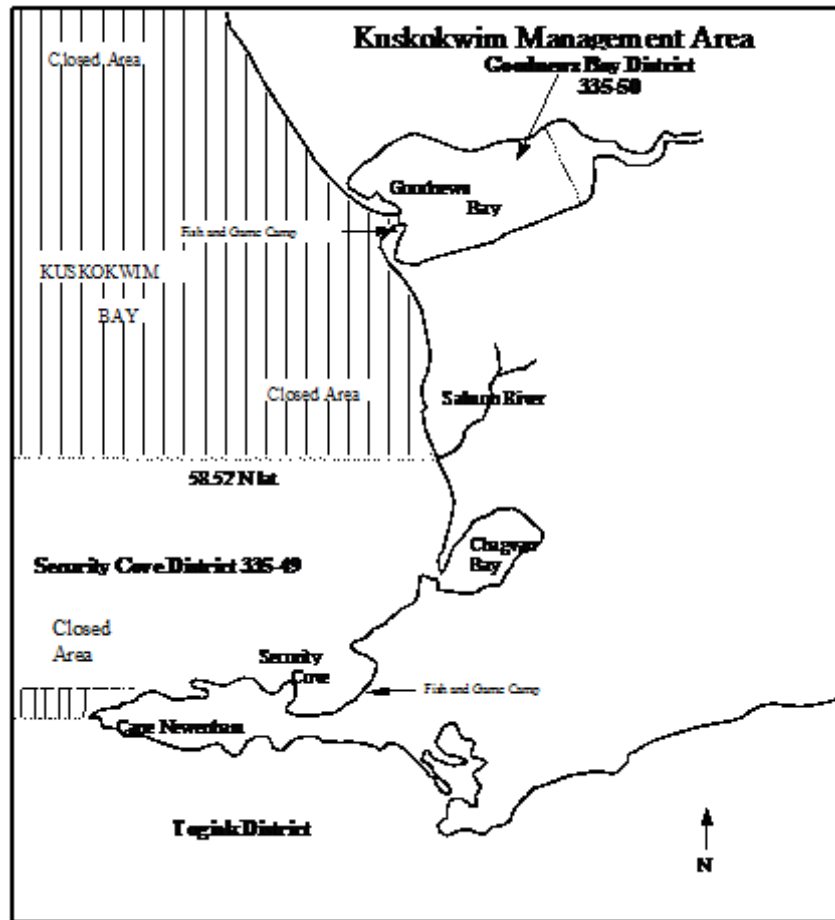 Kuskokwim Management Area
Goodnews Bay District
335-50
Closed Area
Goodnews
Bay
Fish and Game Camp
KUSKOKWIM
BAY
Closed Area
Salmon River
58.52' N lat.
Chagvan
Bay
Security Cove District 335-49
Closed
Area
Security
Cove
Fish and Game Camp
Cape Newenham
Togiak District
N